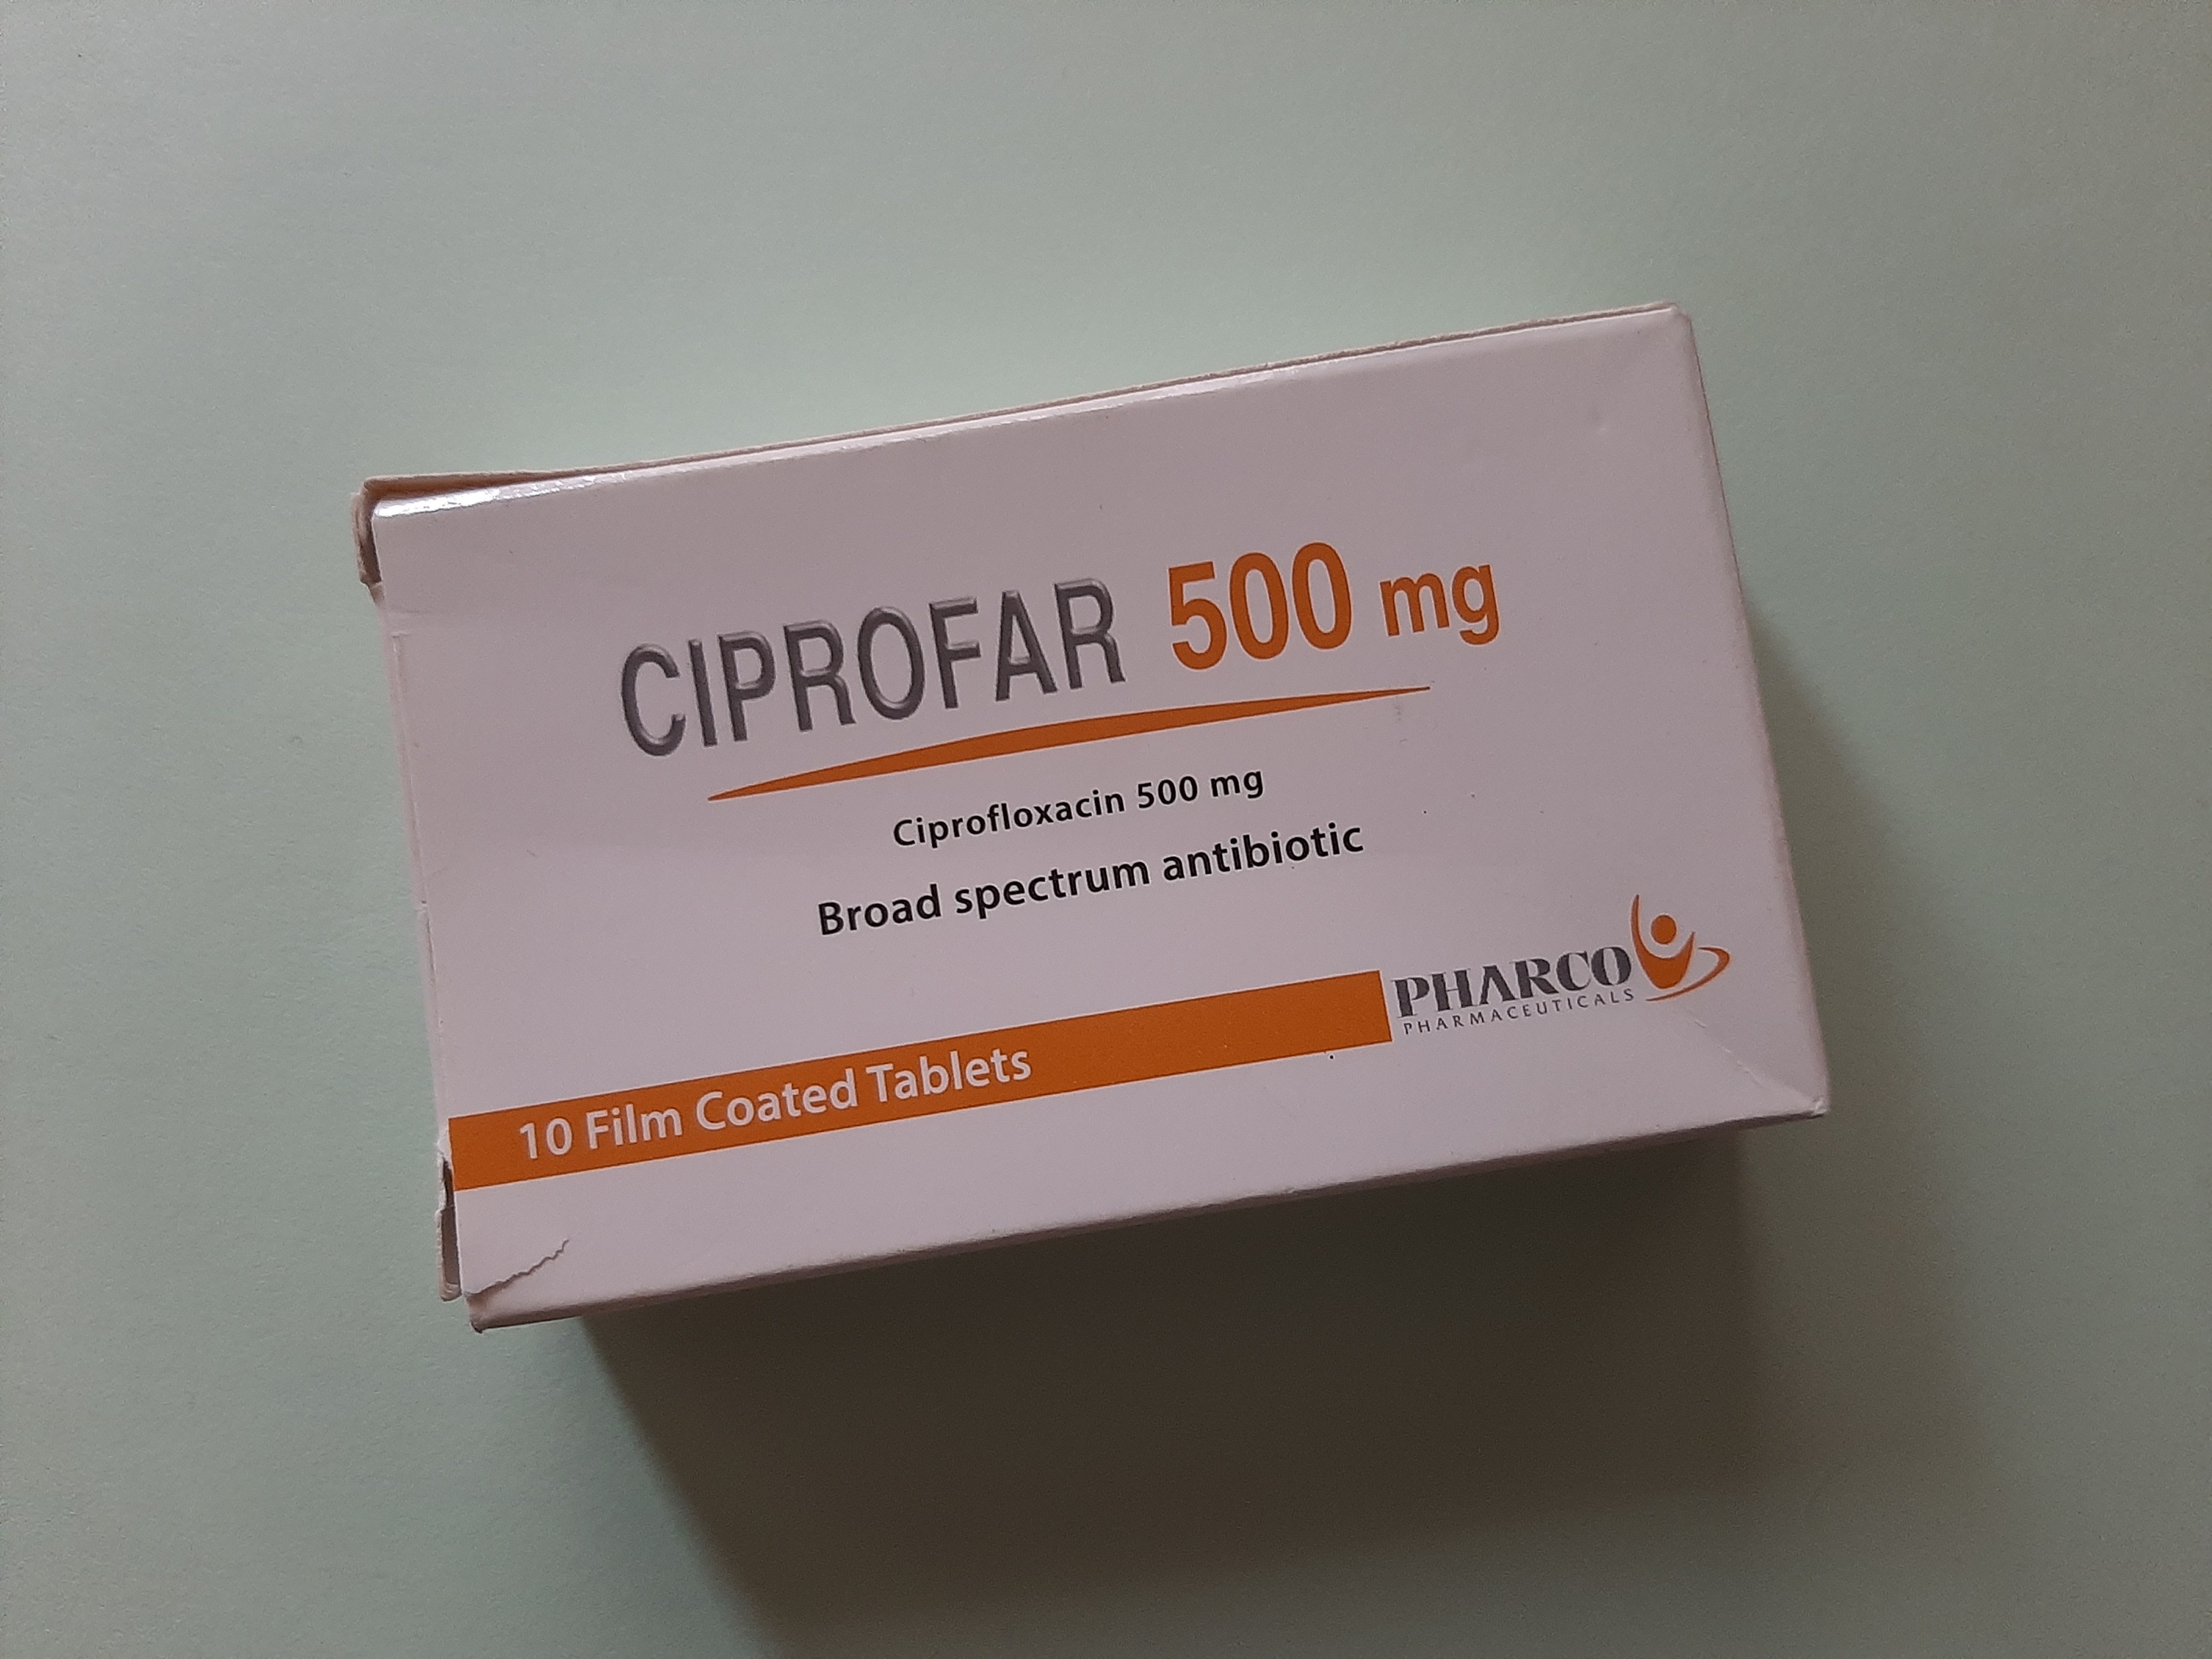 CIPROFAR 500 mg
Ciprofloxacin 500 mg
Broad spectrum antibiotic
PHARCO
PHARMACEUTICALS
10 Film Coated Tablets